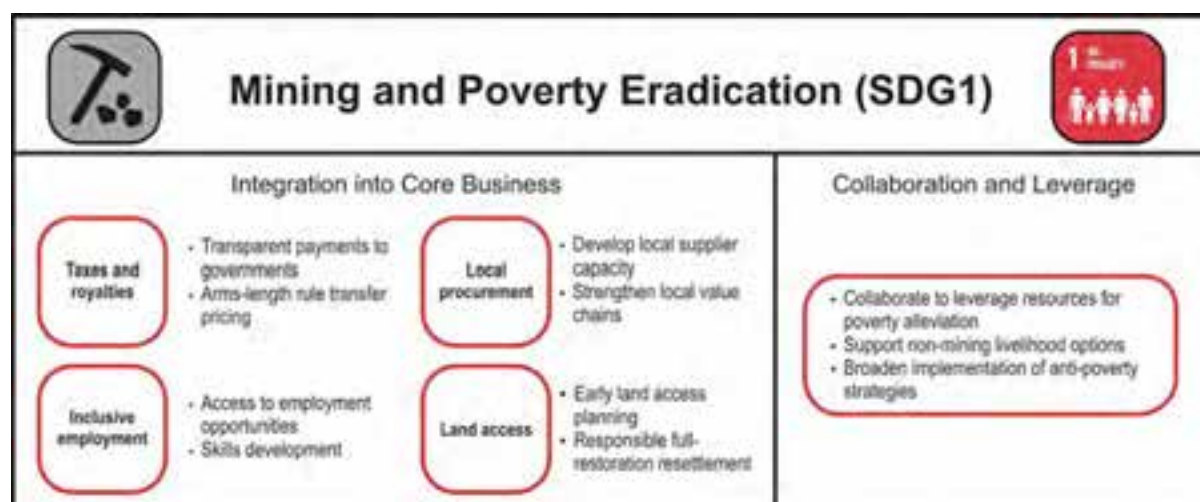 Mining and Poverty Eradication (SDG1)
1 NO
POVERTY
Integration into Core Business
Taxes and
royalties
• Transparent payments to
governments
• Arms-length rule transfer
pricing
Local
procurement
• Develop local supplier
capacity
• Strengthen local value
chains
Inclusive
employment
• Access to employment
opportunities
• Skills development
Land access
• Early land access
planning
• Responsible full-
restoration resettlement
Collaboration and Leverage
• Collaborate to leverage resources for
poverty alleviation
• Support non-mining livelihood options
• Broaden implementation of anti-poverty
strategies